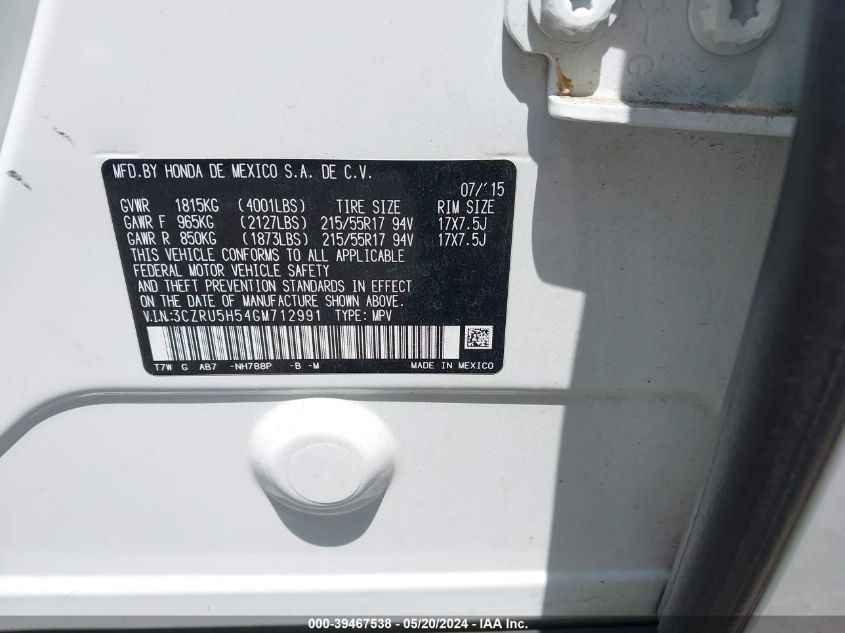 MFD.BY HONDA DE MEXICO S.A. DE C.V.
07/'15
GVWR 1815KG (4001LBS) TIRE SIZE RIM SIZE
GAWR F 965KG (2127LBS) 215/55R17 94V 17X7.5J
GAWR R 850KG (1873LBS) 215/55R17 94V 17X7.5J
THIS VEHICLE CONFORMS TO ALL APPLICABLE
FEDERAL MOTOR VEHICLE SAFETY
AND THEFT PREVENTION STANDARDS IN EFFECT
ON THE DATE OF MANUFACTURE SHOWN ABOVE.
V.I.N:3CZRU5H54GM712991 TYPE: MPV
T7W G AB7 -NH788P -B -M MADE IN MEXICO
000-39467538 - 05/20/2024 - IAA Inc.